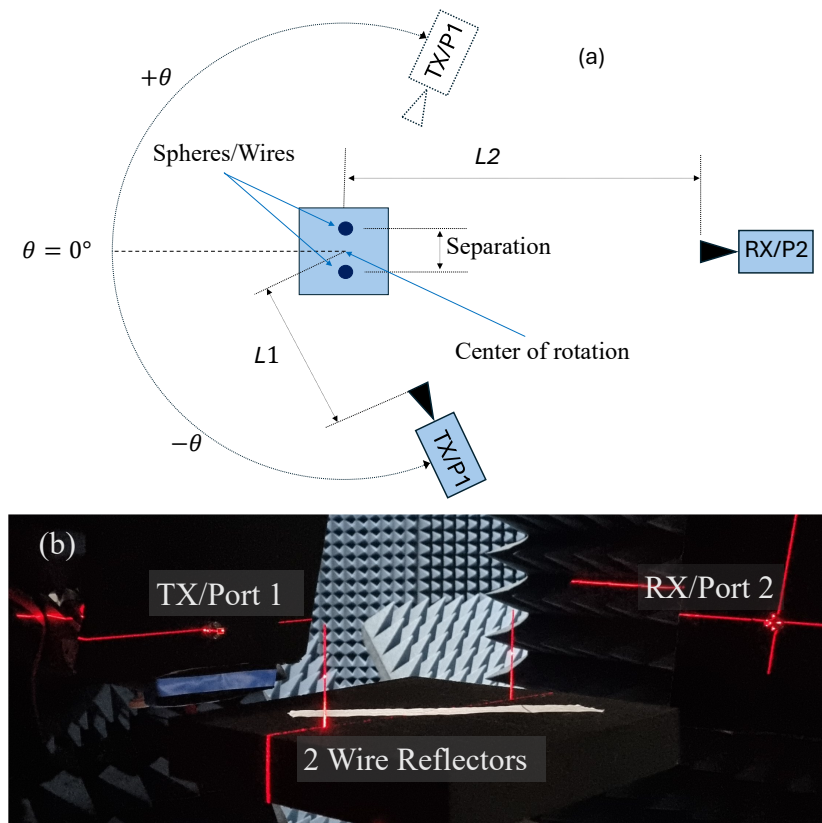 (a)
TX/P1
+θ
Spheres/Wires
L2
θ = 0°
Separation
RX/P2
L1
Center of rotation
−θ
TX/P1
(b)
TX/Port 1
RX/Port 2
2 Wire Reflectors